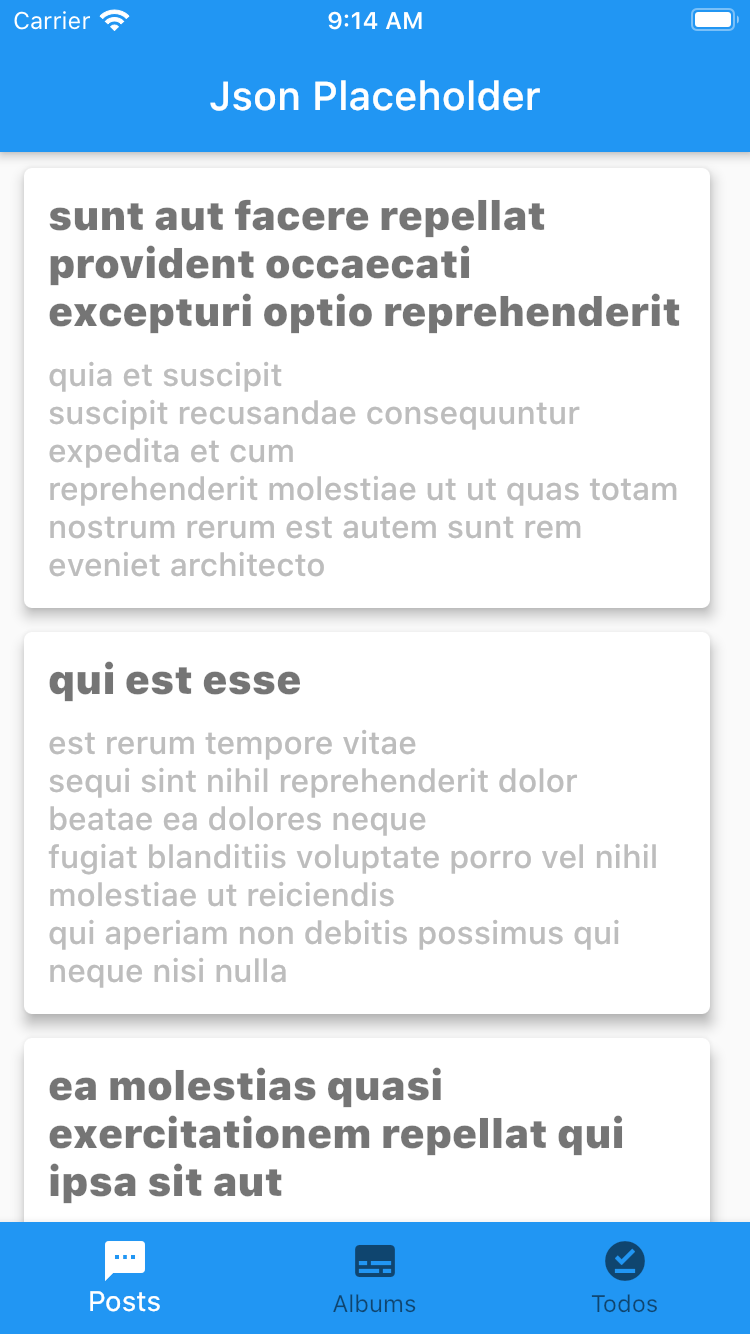 Carrier 9:14 AM
Json Placeholder
sunt aut facere repellat
provident occaecati
excepturi optio reprehenderit
quia et suscipit
suscipit recusandae consequuntur
expedita et cum
reprehenderit molestiae ut ut quas totam
nostrum rerum est autem sunt rem
eveniet architecto
qui est esse
est rerum tempore vitae
sequi sint nihil reprehenderit dolor
beatae ea dolores neque
fugiat blanditiis voluptate porro vel nihil
molestiae ut reiciendis
qui aperiam non debitis possimus qui
neque nisi nulla
ea molestias quasi
exercitationem repellat qui
ipsa sit aut
Posts Albums Todos